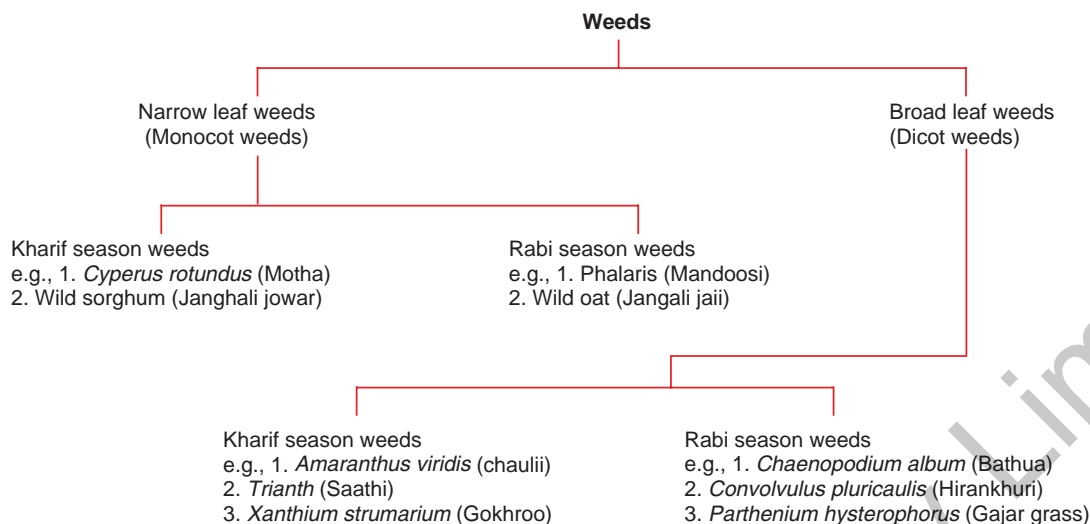 Weeds
Narrow leaf weeds
(Monocot weeds)
Broad leaf weeds
(Dicot weeds)
Kharif season weeds
e.g., 1. Cyperus rotundus (Motha)
2. Wild sorghum (Janghali jowar)
Rabi season weeds
e.g., 1. Phalaris (Mandoosi)
2. Wild oat (Jangali jaii)
Kharif season weeds
e.g., 1. Amaranthus viridis (chaulii)
2. Trianth (Saathi)
3. Xanthium strumarium (Gokhroo)
Rabi season weeds
e.g., 1. Chaenopodium album (Bathua)
2. Convolvulus pluricaulis (Hirankhuri)
3. Parthenium hysterophorus (Gajar grass)